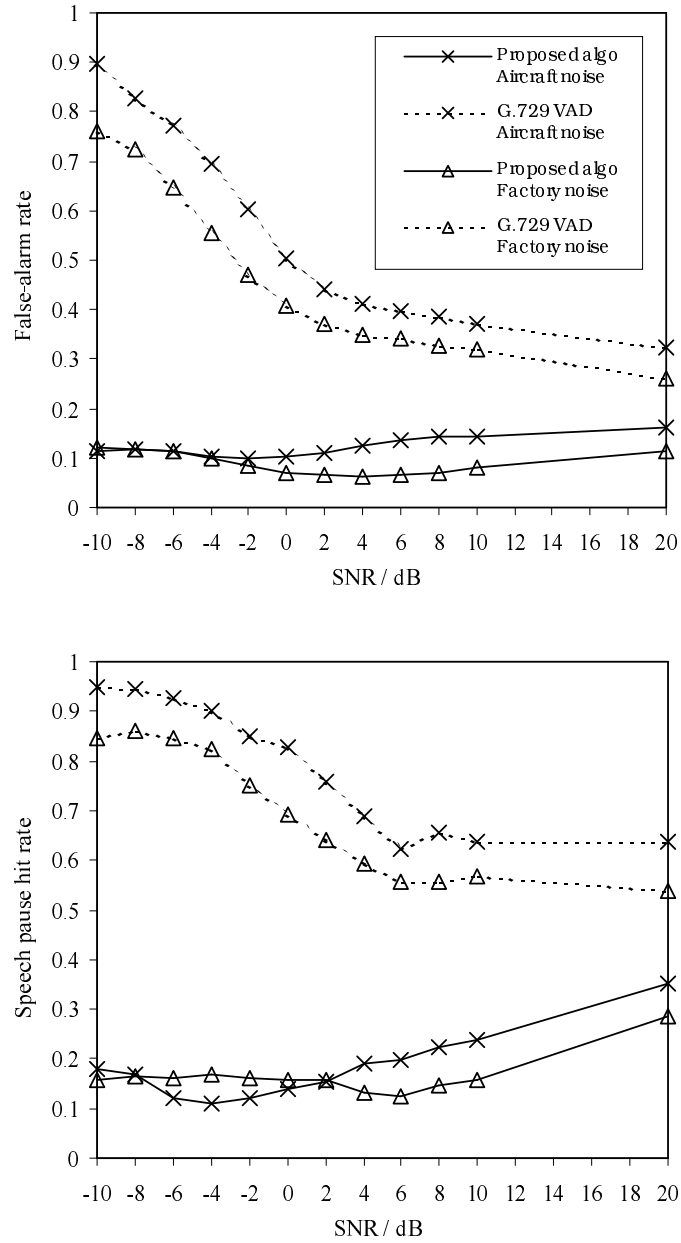 1
0.9
0.8
0.7
0.6
0.5
0.4
0.3
0.2
0.1
0
False-alarm rate
Proposed algo
Aircraft noise
G.729 VAD
Aircraft noise
Proposed algo
Factory noise
G.729 VAD
Factory noise
-10 -8 -6 -4 -2 0 2 4 6 8 10 12 14 16 18 20
SNR / dB
1
0.9
0.8
0.7
0.6
0.5
0.4
0.3
0.2
0.1
0
Speech pause hit rate
-10 -8 -6 -4 -2 0 2 4 6 8 10 12 14 16 18 20
SNR / dB